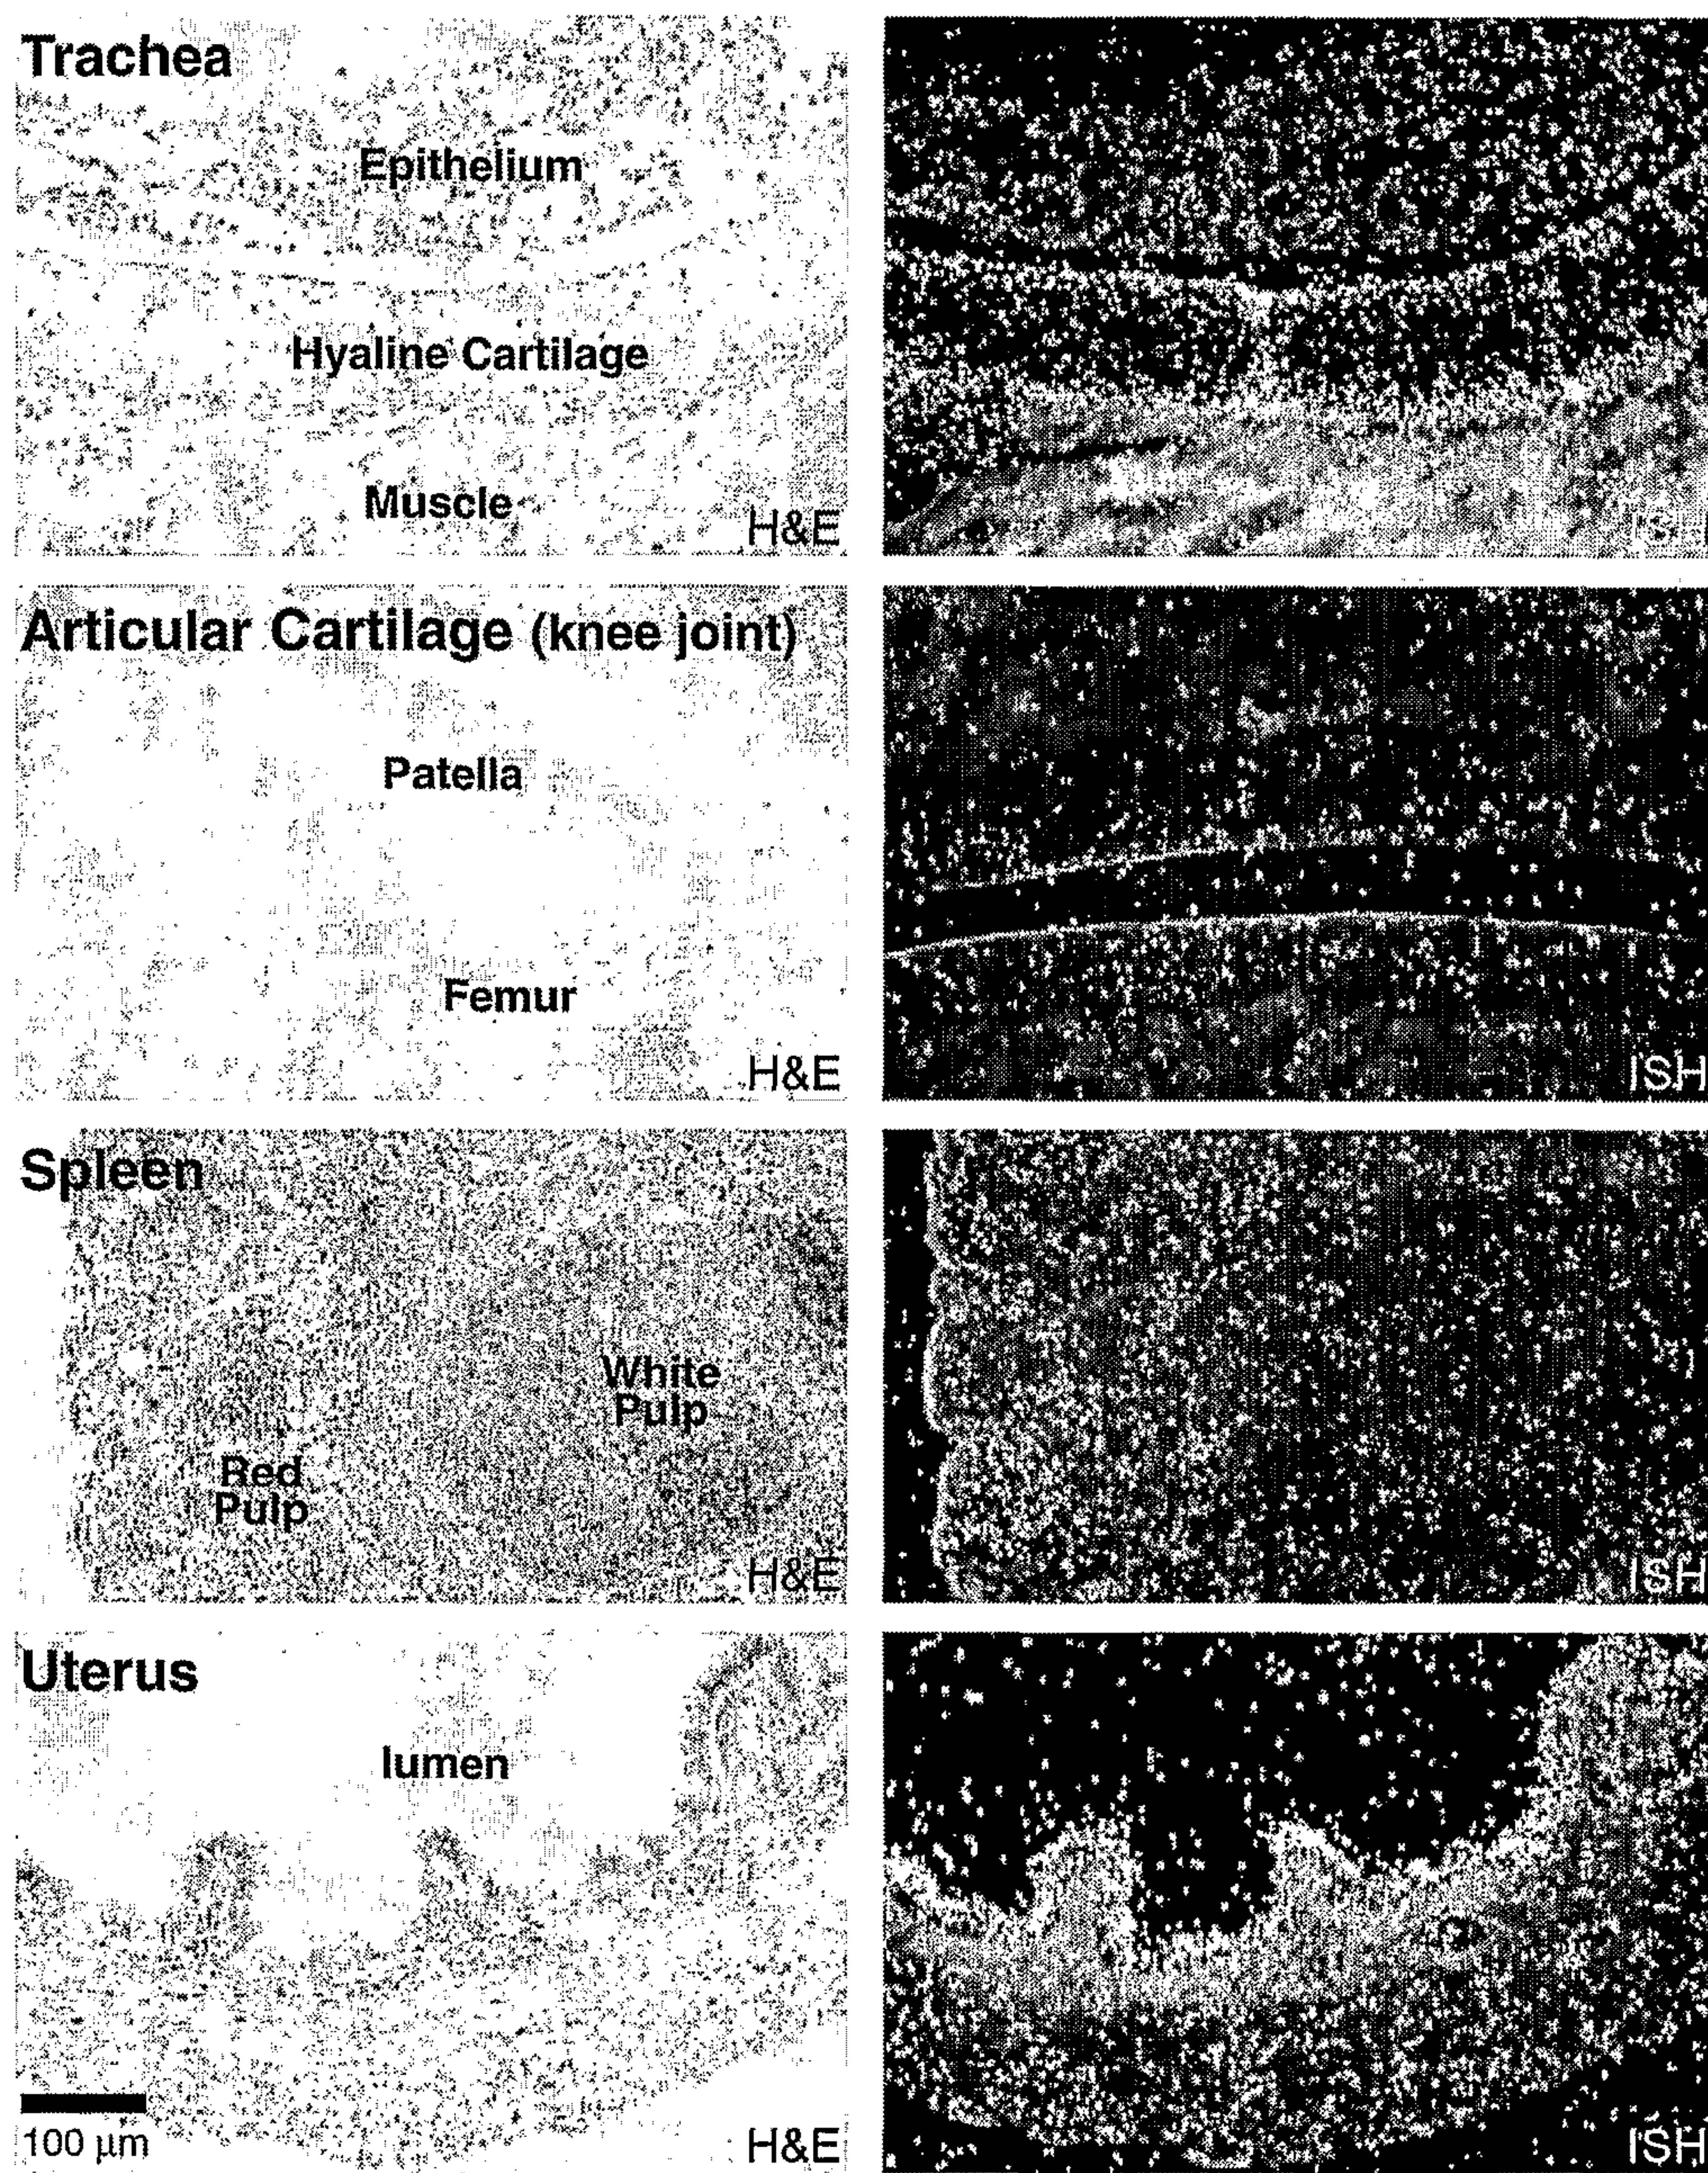 Trachea
Epithelium
Hyaline Cartilage
Muscle
H&E
Articular Cartilage (knee joint)
Patella
Femur
H&E
ISH
Spleen
White
Pulp
Red
Pulp
H&E
ISH
Uterus
lumen
100 μm
H&E
ISH